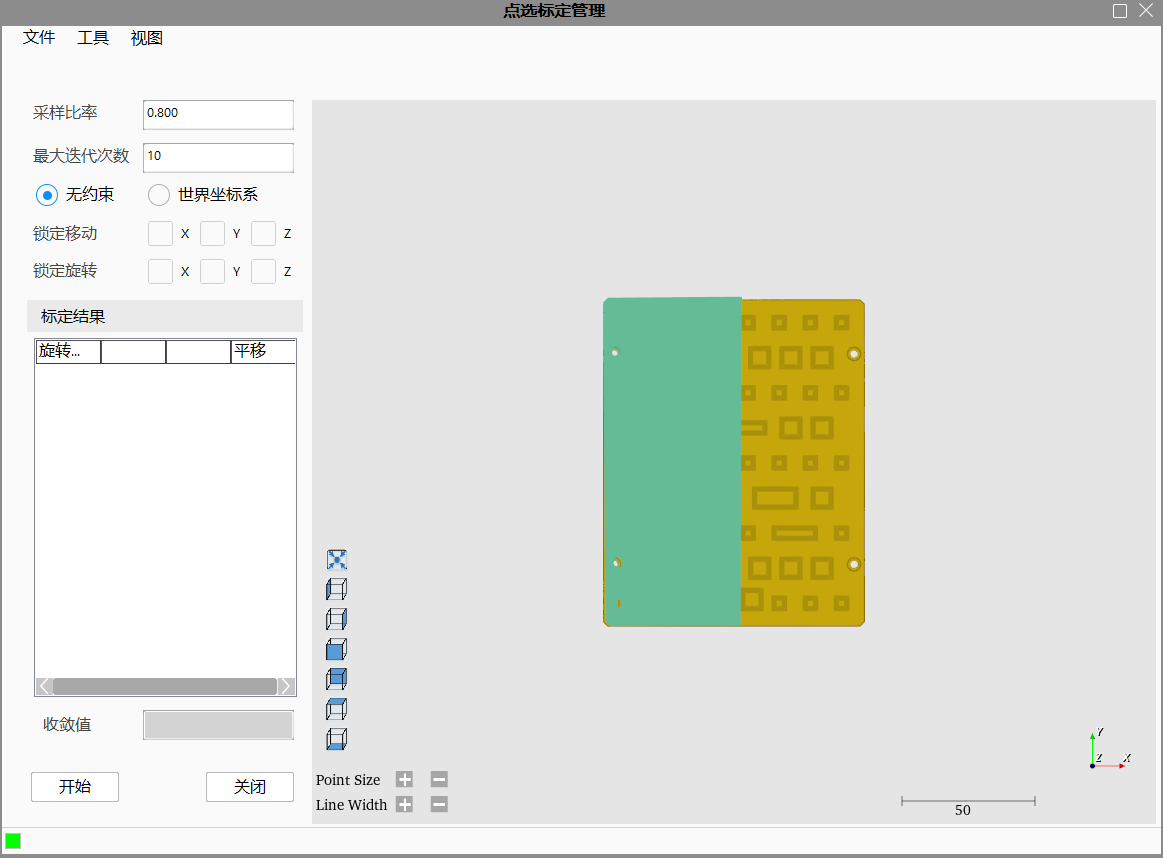 点选标定管理
文件 工具 视图
采样比率 0.800
最大迭代次数 10
无约束 世界坐标系
锁定移动 X Y Z
锁定旋转 X Y Z
标定结果
旋转... 平移
收敛值
开始 关闭
Point Size
Line Width
Y
Z X
50